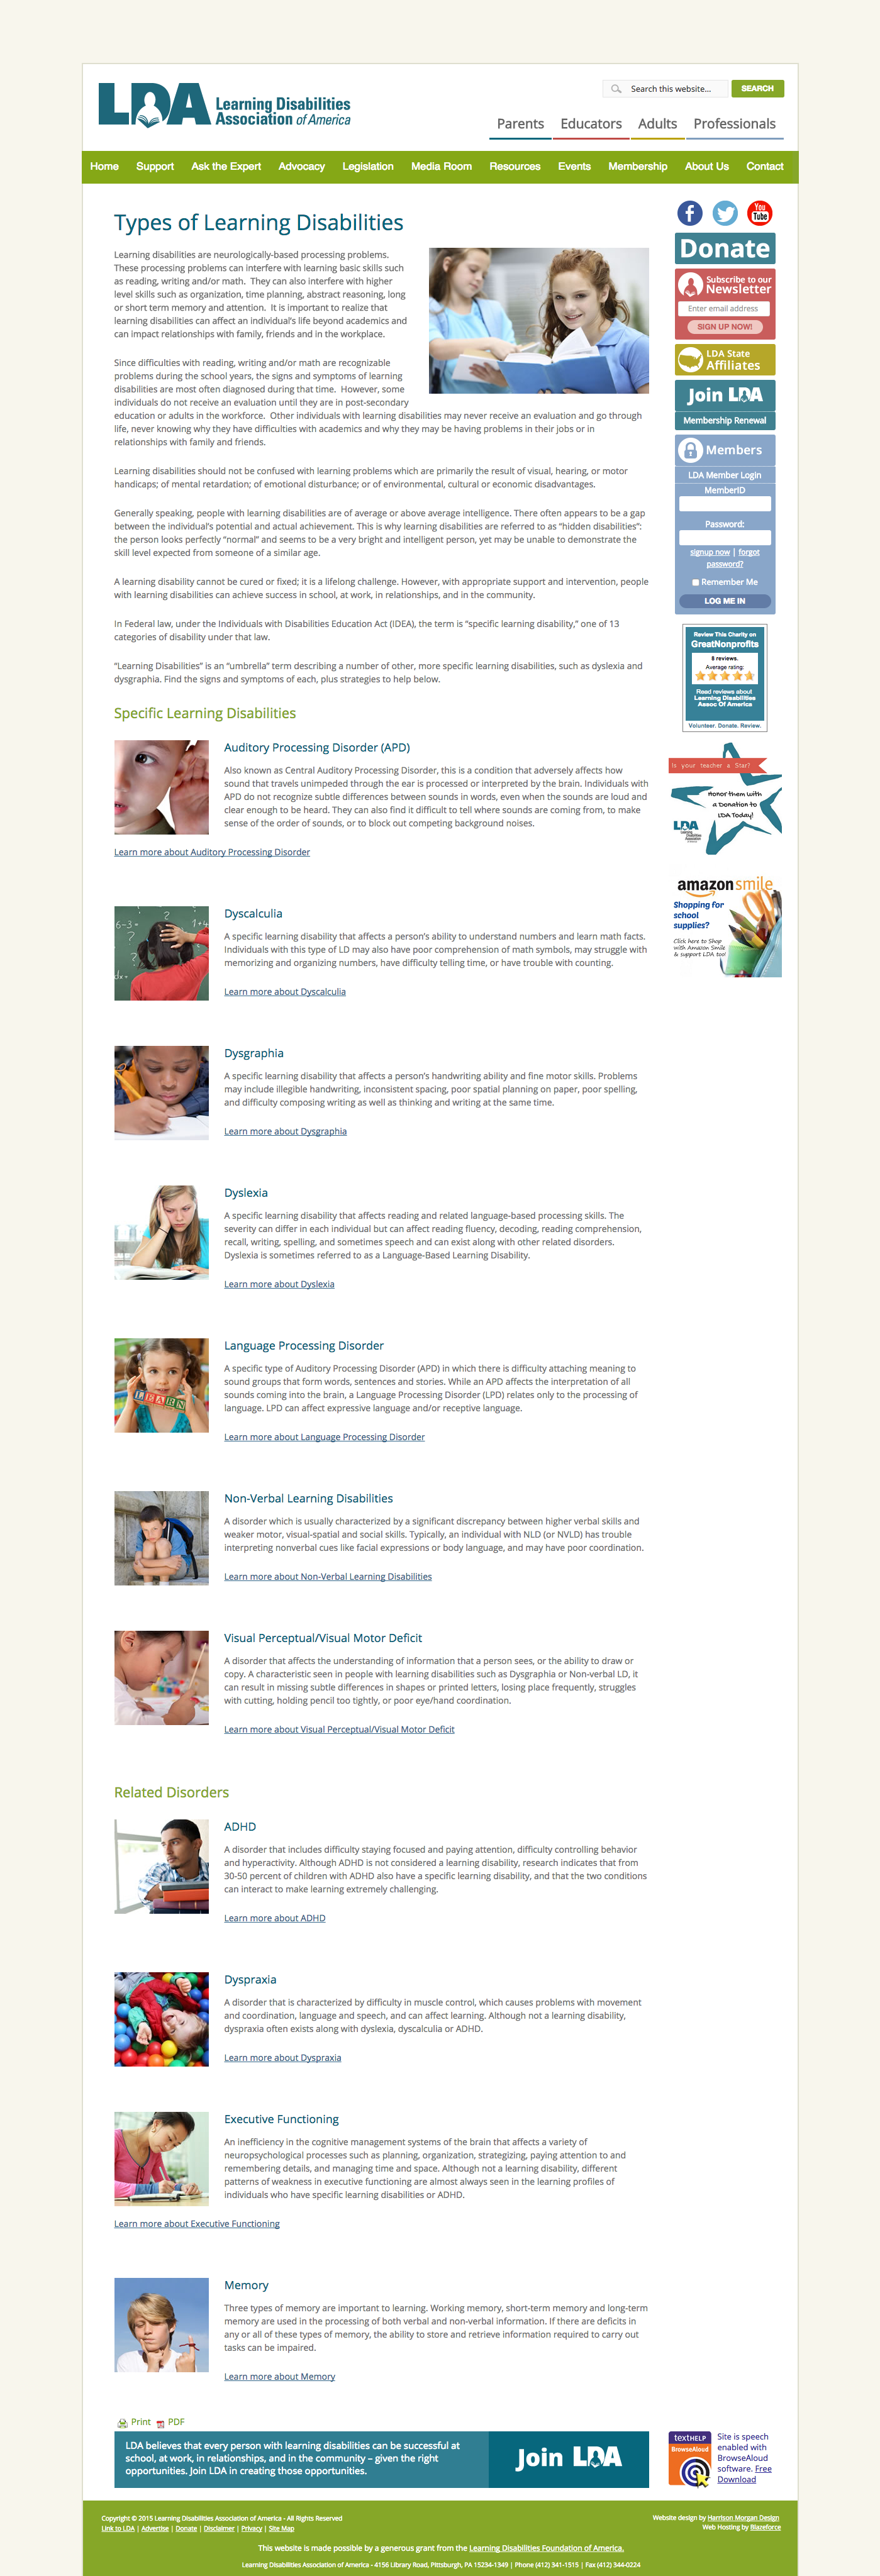 LDA Learning Disabilities
Association of America
Search this website...
SEARCH
Parents
Educators
Adults
Professionals
Home
Support
Ask the Expert
Advocacy
Legislation
Media Room
Resources
Events
Membership
About Us
Contact
Types of Learning Disabilities
Learning disabilities are neurologically-based processing problems.
These processing problems can interfere with learning basic skills such
as reading, writing and/or math.  They can also interfere with higher
level skills such as organization, time planning, abstract reasoning, long
or short term memory and attention.  It is important to realize that
learning disabilities can affect an individual's life beyond academics and
can impact relationships with family, friends and in the workplace.
Since difficulties with reading, writing and/or math are recognizable
problems during the school years, the signs and symptoms of learning
disabilities are most often diagnosed during that time.  However, some
individuals do not receive an evaluation until they are in post-secondary
education or adults in the workforce.  Other individuals with learning disabilities may never receive an evaluation and go through
life, never knowing why they have difficulties with academics and why they may be having problems in their jobs or in
relationships with family and friends.
Learning disabilities should not be confused with learning problems which are primarily the result of visual, hearing, or motor
handicaps; of mental retardation; of emotional disturbance; or of environmental, cultural or economic disadvantages.
Generally speaking, people with learning disabilities are of average or above average intelligence. There often appears to be a gap
between the individual's potential and actual achievement. This is why learning disabilities are referred to as “hidden disabilities”:
the person looks perfectly “normal” and seems to be a very bright and intelligent person, yet may be unable to demonstrate the
skill level expected from someone of a similar age.
A learning disability cannot be cured or fixed; it is a lifelong challenge. However, with appropriate support and intervention, people
with learning disabilities can achieve success in school, at work, in relationships, and in the community.
In Federal law, under the Individuals with Disabilities Education Act (IDEA), the term is “specific learning disability,” one of 13
categories of disability under that law.
“Learning Disabilities” is an “umbrella” term describing a number of other, more specific learning disabilities, such as dyslexia and
dysgraphia. Find the signs and symptoms of each, plus strategies to help below.
Specific Learning Disabilities
Auditory Processing Disorder (APD)
Also known as Central Auditory Processing Disorder, this is a condition that adversely affects how
sound that travels unimpeded through the ear is processed or interpreted by the brain. Individuals with
APD do not recognize subtle differences between sounds in words, even when the sounds are loud and
clear enough to be heard. They can also find it difficult to tell where sounds are coming from, to make
sense of the order of sounds, or to block out competing background noises.
Learn more about Auditory Processing Disorder
6-3=
?
1+4
?
?
dx=
Dyscalculia
A specific learning disability that affects a person's ability to understand numbers and learn math facts.
Individuals with this type of LD may also have poor comprehension of math symbols, may struggle with
memorizing and organizing numbers, have difficulty telling time, or have trouble with counting.
Learn more about Dyscalculia
Dysgraphia
A specific learning disability that affects a person's handwriting ability and fine motor skills. Problems
may include illegible handwriting, inconsistent spacing, poor spatial planning on paper, poor spelling,
and difficulty composing writing as well as thinking and writing at the same time.
Learn more about Dysgraphia
Dyslexia
A specific learning disability that affects reading and related language-based processing skills. The
severity can differ in each individual but can affect reading fluency, decoding, reading comprehension,
recall, writing, spelling, and sometimes speech and can exist along with other related disorders.
Dyslexia is sometimes referred to as a Language-Based Learning Disability.
Learn more about Dyslexia
LEARN
Language Processing Disorder
A specific type of Auditory Processing Disorder (APD) in which there is difficulty attaching meaning to
sound groups that form words, sentences and stories. While an APD affects the interpretation of all
sounds coming into the brain, a Language Processing Disorder (LPD) relates only to the processing of
language. LPD can affect expressive language and/or receptive language.
Learn more about Language Processing Disorder
Non-Verbal Learning Disabilities
A disorder which is usually characterized by a significant discrepancy between higher verbal skills and
weaker motor, visual-spatial and social skills. Typically, an individual with NLD (or NVLD) has trouble
interpreting nonverbal cues like facial expressions or body language, and may have poor coordination.
Learn more about Non-Verbal Learning Disabilities
Visual Perceptual/Visual Motor Deficit
A disorder that affects the understanding of information that a person sees, or the ability to draw or
copy. A characteristic seen in people with learning disabilities such as Dysgraphia or Non-verbal LD, it
can result in missing subtle differences in shapes or printed letters, losing place frequently, struggles
with cutting, holding pencil too tightly, or poor eye/hand coordination.
Learn more about Visual Perceptual/Visual Motor Deficit
Related Disorders
ADHD
A disorder that includes difficulty staying focused and paying attention, difficulty controlling behavior
and hyperactivity. Although ADHD is not considered a learning disability, research indicates that from
30-50 percent of children with ADHD also have a specific learning disability, and that the two conditions
can interact to make learning extremely challenging.
Learn more about ADHD
Dyspraxia
A disorder that is characterized by difficulty in muscle control, which causes problems with movement
and coordination, language and speech, and can affect learning. Although not a learning disability,
dyspraxia often exists along with dyslexia, dyscalculia or ADHD.
Learn more about Dyspraxia
Executive Functioning
An inefficiency in the cognitive management systems of the brain that affects a variety of
neuropsychological processes such as planning, organization, strategizing, paying attention to and
remembering details, and managing time and space. Although not a learning disability, different
patterns of weakness in executive functioning are almost always seen in the learning profiles of
individuals who have specific learning disabilities or ADHD.
Learn more about Executive Functioning
Memory
Three types of memory are important to learning. Working memory, short-term memory and long-term
memory are used in the processing of both verbal and non-verbal information. If there are deficits in
any or all of these types of memory, the ability to store and retrieve information required to carry out
tasks can be impaired.
Learn more about Memory
Print PDF
LDA believes that every person with learning disabilities can be successful at
school, at work, in relationships, and in the community – given the right
opportunities. Join LDA in creating those opportunities.
Join LDA
f
You
Tube
Donate
Subscribe to our
Newsletter
Enter email address
SIGN UP NOW!
LDA State
Affiliates
Join LDA
Membership Renewal
Members
LDA Member Login
MemberID
Password:
signup now | forgot
password?
Remember Me
LOG ME IN
Review This Charity on
GreatNonprofits
8 reviews.
Average rating:
Read reviews about
Learning Disabilities
Assoc Of America
Volunteer. Donate. Review.
Is your teacher a Star?
Honor them with
a Donation to
LDA Today!
LDA
amazonsmile
Shopping for
school
supplies?
Click here to Shop
with Amazon Smile
& support LDA too!
textHELP
BrowseAloud
Site is speech
enabled with
BrowseAloud
software. Free
Download
Copyright © 2015 Learning Disabilities Association of America - All Rights Reserved
Link to LDA | Advertise | Donate | Disclaimer | Privacy | Site Map
Website design by Harrison Morgan Design
Web Hosting by Blazeforce
This website is made possible by a generous grant from the Learning Disabilities Foundation of America.
Learning Disabilities Association of America - 4156 Library Road, Pittsburgh, PA 15234-1349 | Phone (412) 341-1515 | Fax (412) 344-0224